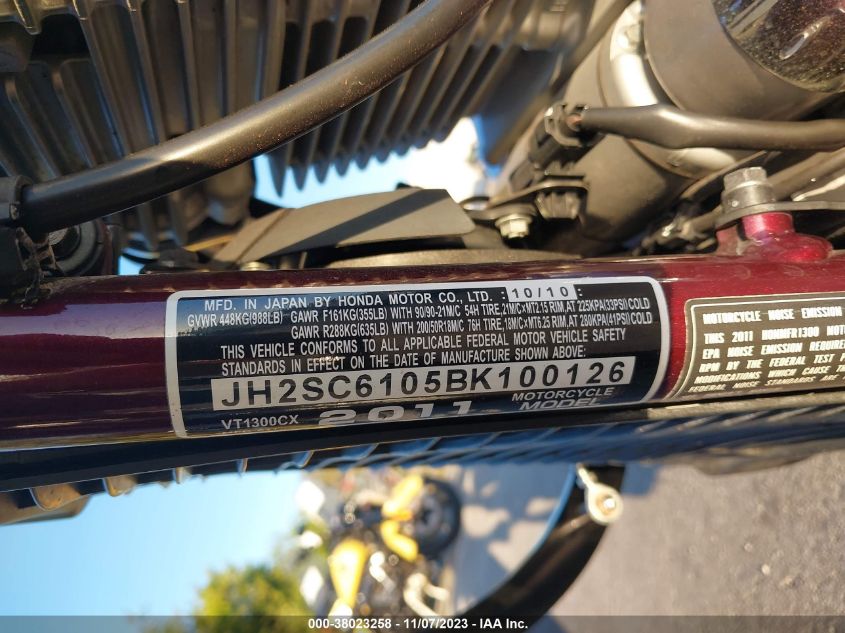 MFD. IN JAPAN BY HONDA MOTOR CO., LTD. : 10/10 :
GVWR 448KG(988LB) GAWR F161KG(355LB)WITH 90/90-21M/C 54H TIRE,21M/C×MT2.15 RIM,AT 225KPA(33PSI)COLD
GAWR R288KG(635LB)WITH 200/50R18M/C 76H TIRE,18M/C×MT6.25 RIM,AT 280KPA(41PSI)COLD
THIS VEHICLE CONFORMS TO ALL APPLICABLE FEDERAL MOTOR VEHICLE SAFETY
STANDARDS IN EFFECT ON THE DATE OF MANUFACTURE SHOWN ABOVE.
JH2SC6105BK100126
VT1300CX 2011 MOTORCYCLE MODEL
MOTORCYCLE NOISE EMISSION
THIS 2011 MOTOR
EPA NOISE EMISSION REQUIRE
RPM BY THE FEDERAL TEST P
MODIFICATIONS WHICH CAUSE
STANDARDS ARE
000-38023258 - 11/07/2023 - IAA Inc.